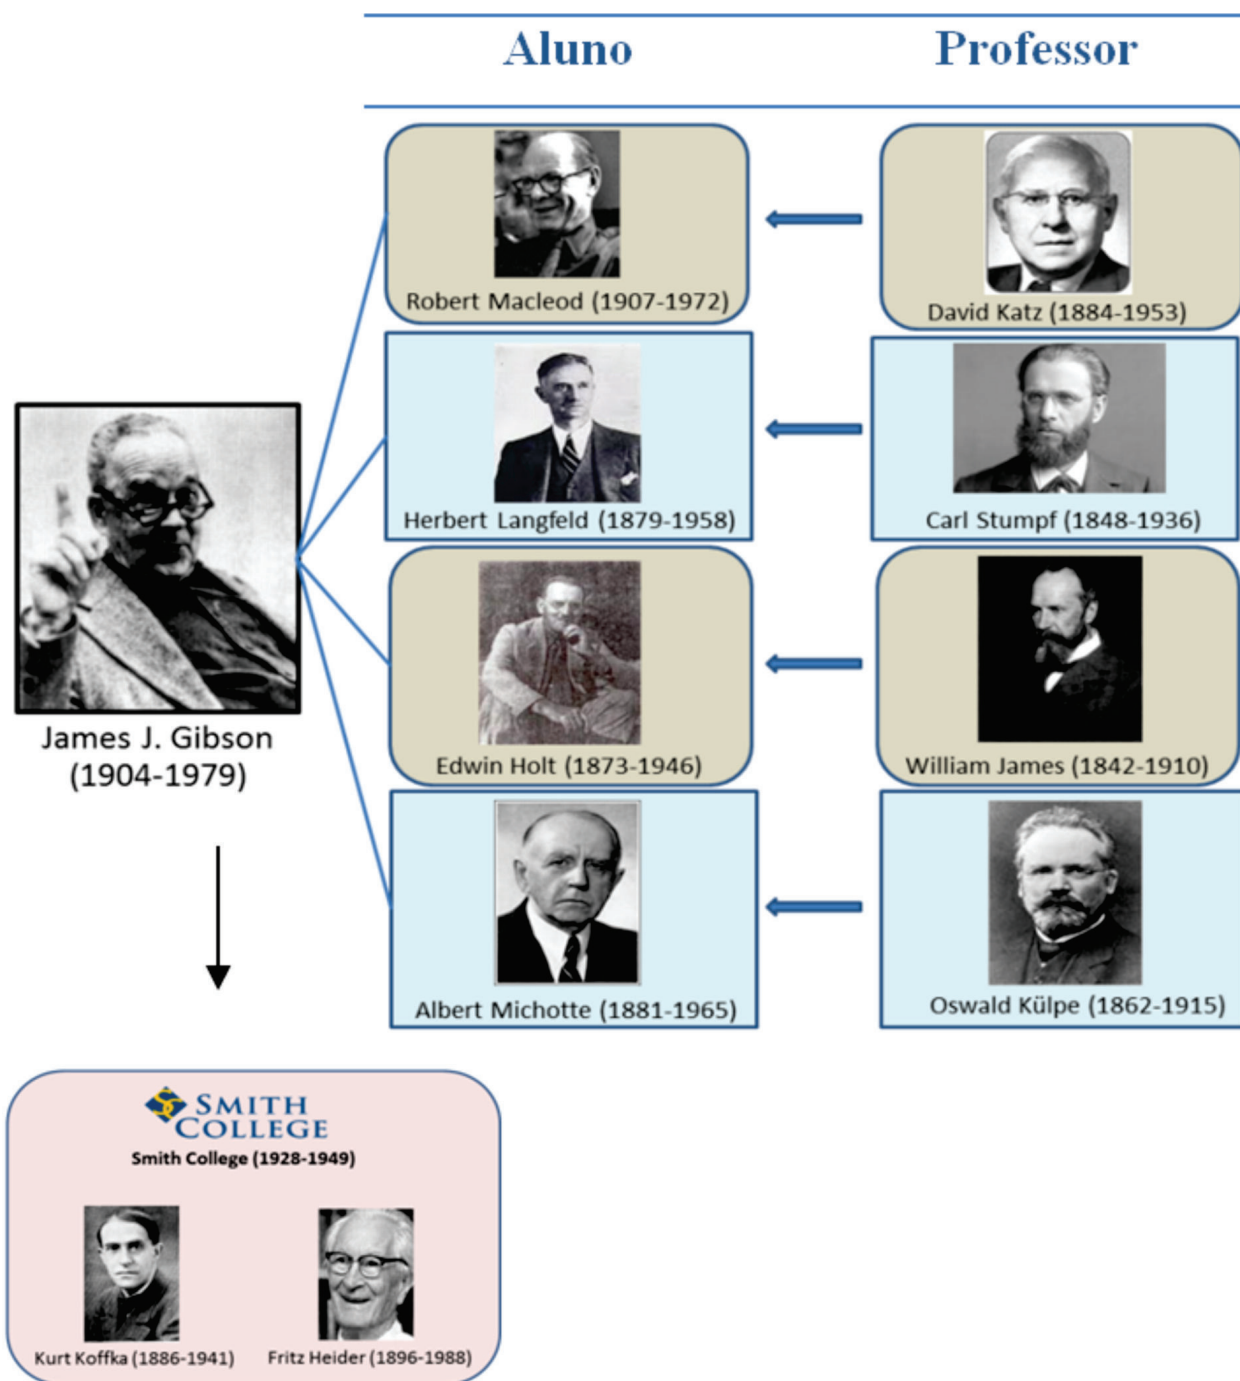 Aluno Professor
Robert Macleod (1907-1972)
David Katz (1884-1953)
Herbert Langfeld (1879-1958)
Carl Stumpf (1848-1936)
James J. Gibson
(1904-1979)
Edwin Holt (1873-1946)
William James (1842-1910)
Albert Michotte (1881-1965)
Oswald Külpe (1862-1915)
SMITH
COLLEGE
Smith College (1928-1949)
Kurt Koffka (1886-1941)
Fritz Heider (1896-1988)